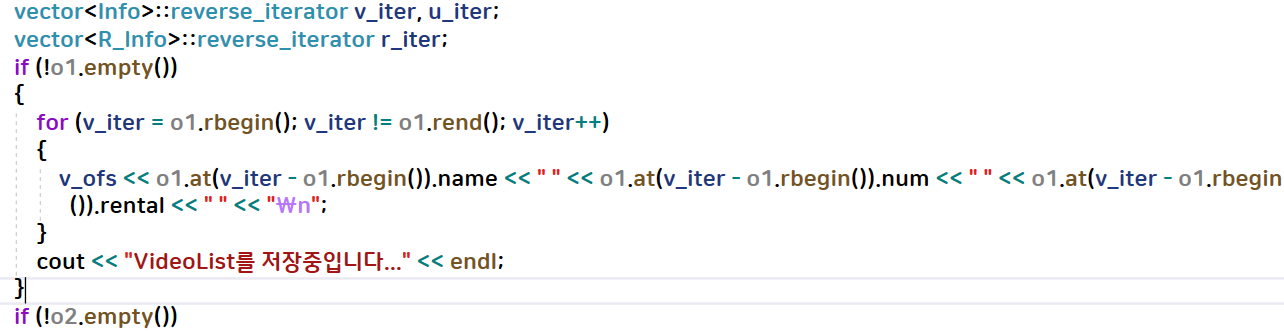 vector<Info>::reverse_iterator v_iter, u_iter;
vector<R_Info>::reverse_iterator r_iter;
if (!o1.empty())
{
for (v_iter = o1.rbegin(); v_iter != o1.rend(); v_iter++)
{
v_ofs << o1.at(v_iter - o1.rbegin()).name << " " << o1.at(v_iter - o1.rbegin()).num << " " << o1.at(v_iter - o1.rbegin
()).rental << " " << "₩n";
}
cout << "VideoList를 저장중입니다..." << endl;
}
if (!o2.empty())